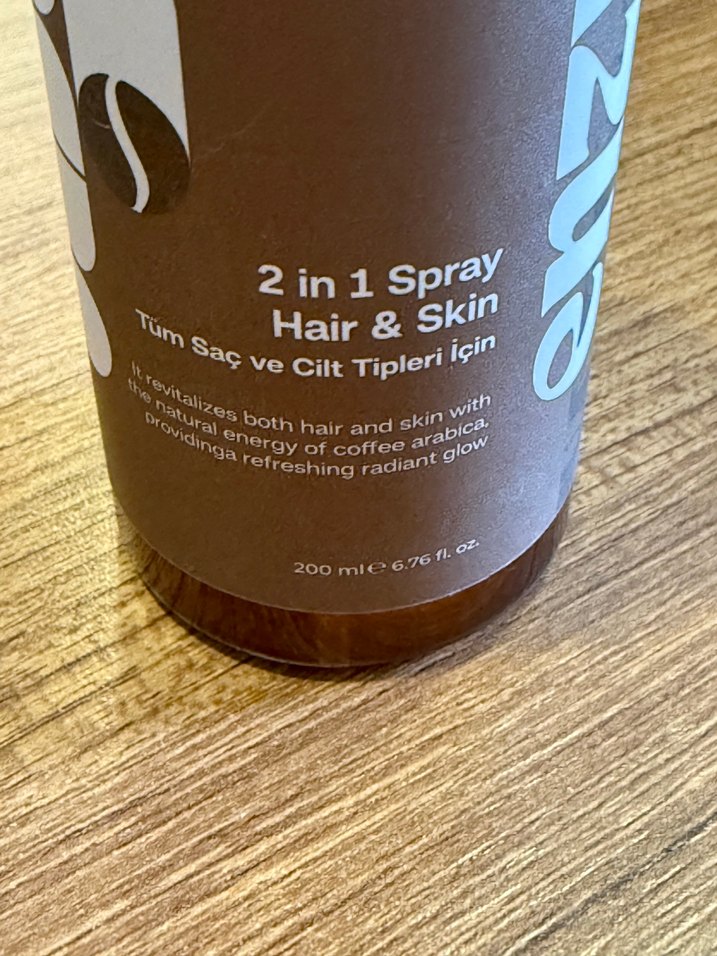 2 in 1 Spray
Hair & Skin
Tüm Saç ve Cilt Tipleri İçin
It revitalizes both hair and skin with
the natural energy of coffee arabica,
providinga refreshing radiant glow
200 ml ℮ 6.76 fl. oz.